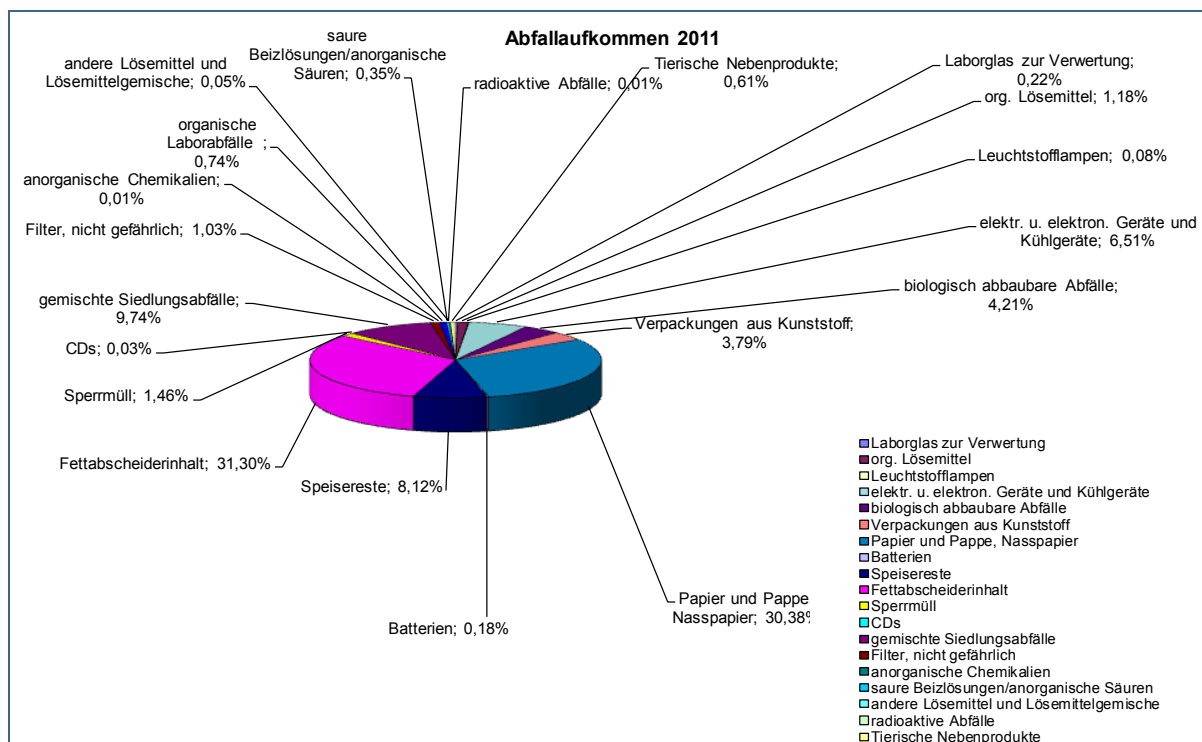 Abfallaufkommen 2011
saure
Beizlösungen/anorganische
Säuren; 0,35%
andere Lösemittel und
Lösemittelgemische; 0,05%
radioaktive Abfälle; 0,01%
Tierische Nebenprodukte;
0,61%
Laborglas zur Verwertung;
0,22%
org. Lösemittel; 1,18%
organische
Laborabfälle ;
0,74%
Leuchtstofflampen; 0,08%
anorganische Chemikalien;
0,01%
Filter, nicht gefährlich; 1,03%
elektr. u. elektron. Geräte und
Kühlgeräte; 6,51%
biologisch abbaubare Abfälle;
4,21%
gemischte Siedlungsabfälle;
9,74%
Verpackungen aus Kunststoff;
3,79%
CDs; 0,03%
Sperrmüll; 1,46%
Fettabscheiderinhalt; 31,30%
Speisereste; 8,12%
Batterien; 0,18%
Papier und Pappe
Nasspapier; 30,38%
Laborglas zur Verwertung
org. Lösemittel
Leuchtstofflampen
elektr. u. elektron. Geräte und Kühlgeräte
biologisch abbaubare Abfälle
Verpackungen aus Kunststoff
Papier und Pappe, Nasspapier
Batterien
Speisereste
Fettabscheiderinhalt
Sperrmüll
CDs
gemischte Siedlungsabfälle
Filter, nicht gefährlich
anorganische Chemikalien
saure Beizlösungen/anorganische Säuren
andere Lösemittel und Lösemittelgemische
radioaktive Abfälle
Tierische Nebenprodukte